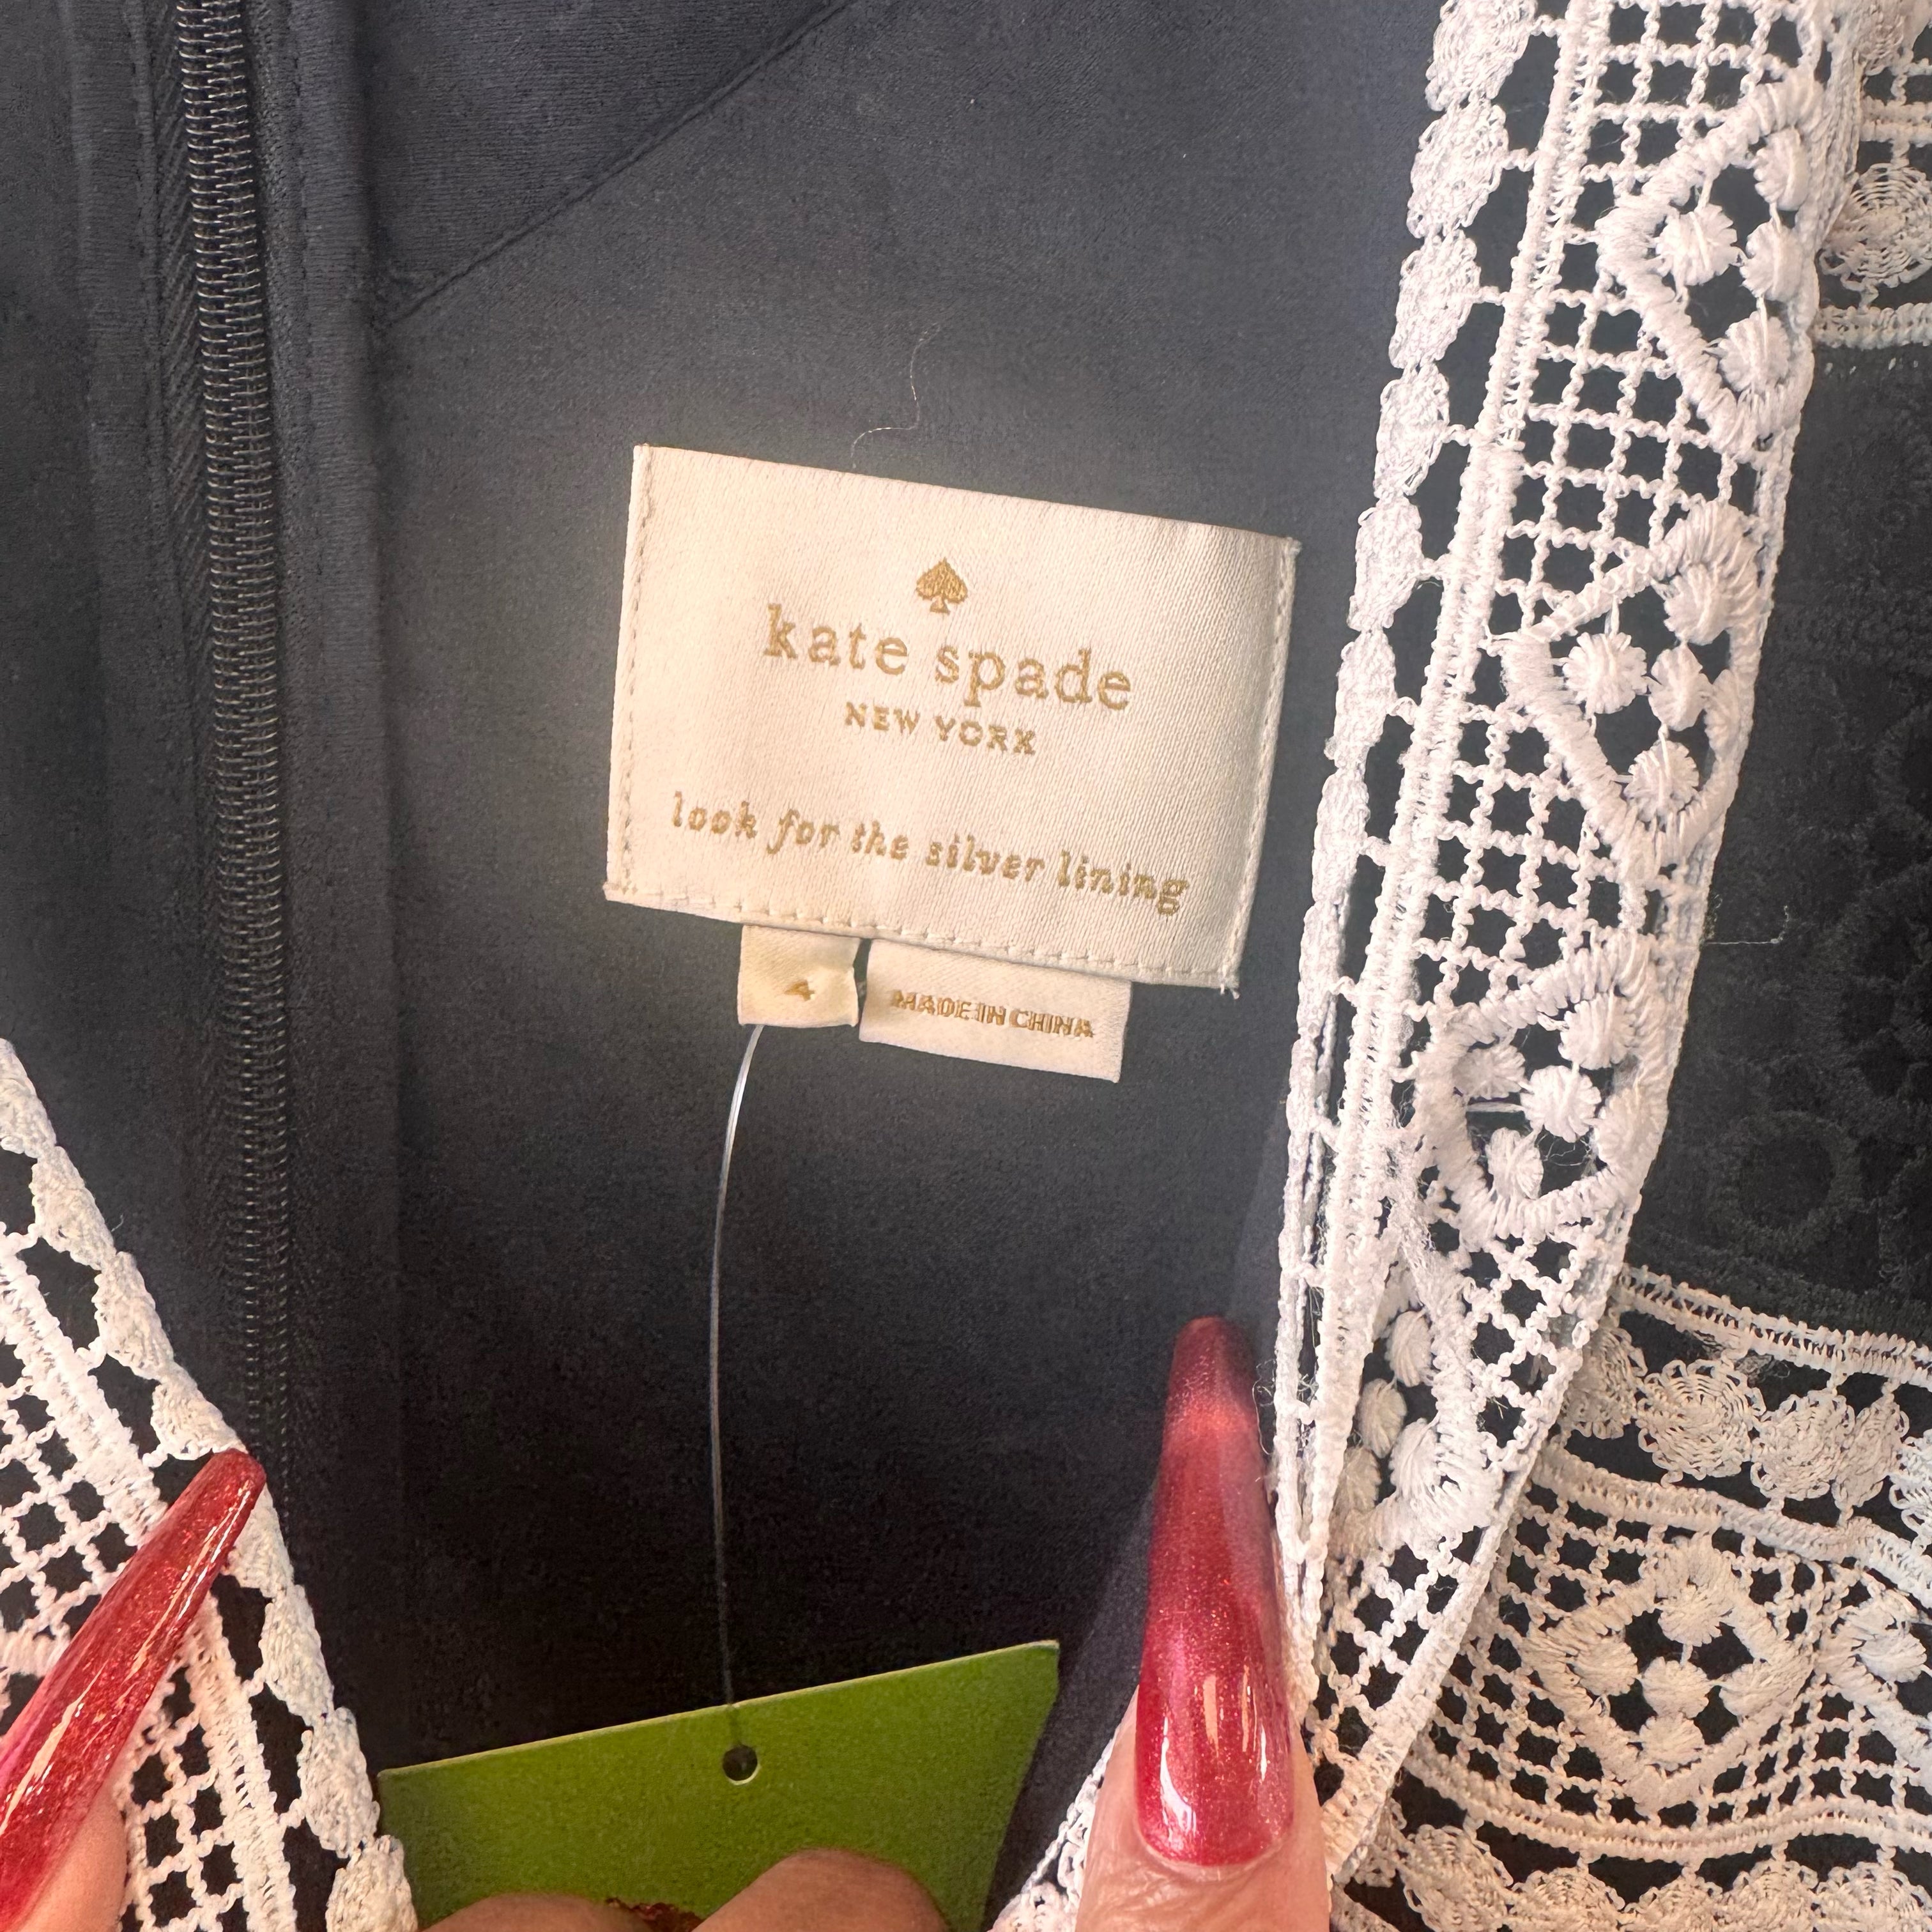 kate spade
NEW YORK
look for the silver lining
4
MADE IN CHINA